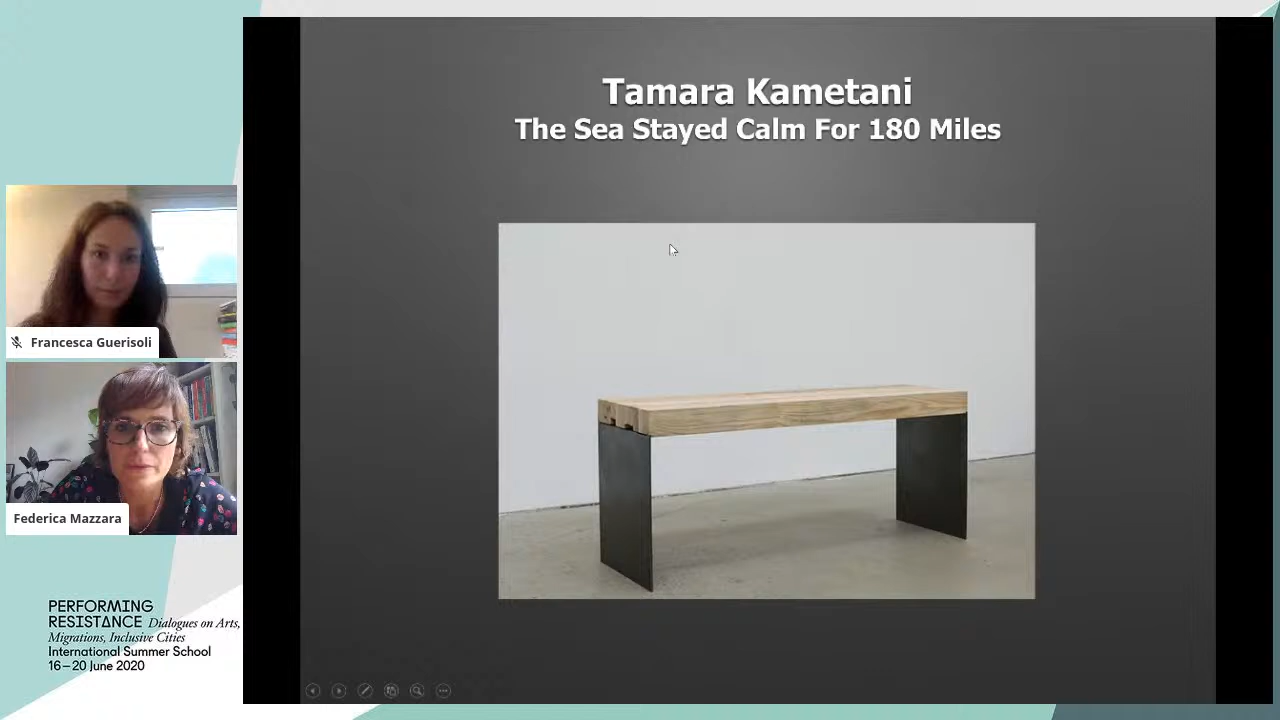 Tamara Kametani
The Sea Stayed Calm For 180 Miles
Francesca Guerisoli
Federica Mazzara
PERFORMING
RESISTANCE Dialogues on Arts,
Migrations, Inclusive Cities
International Summer School
16–20 June 2020